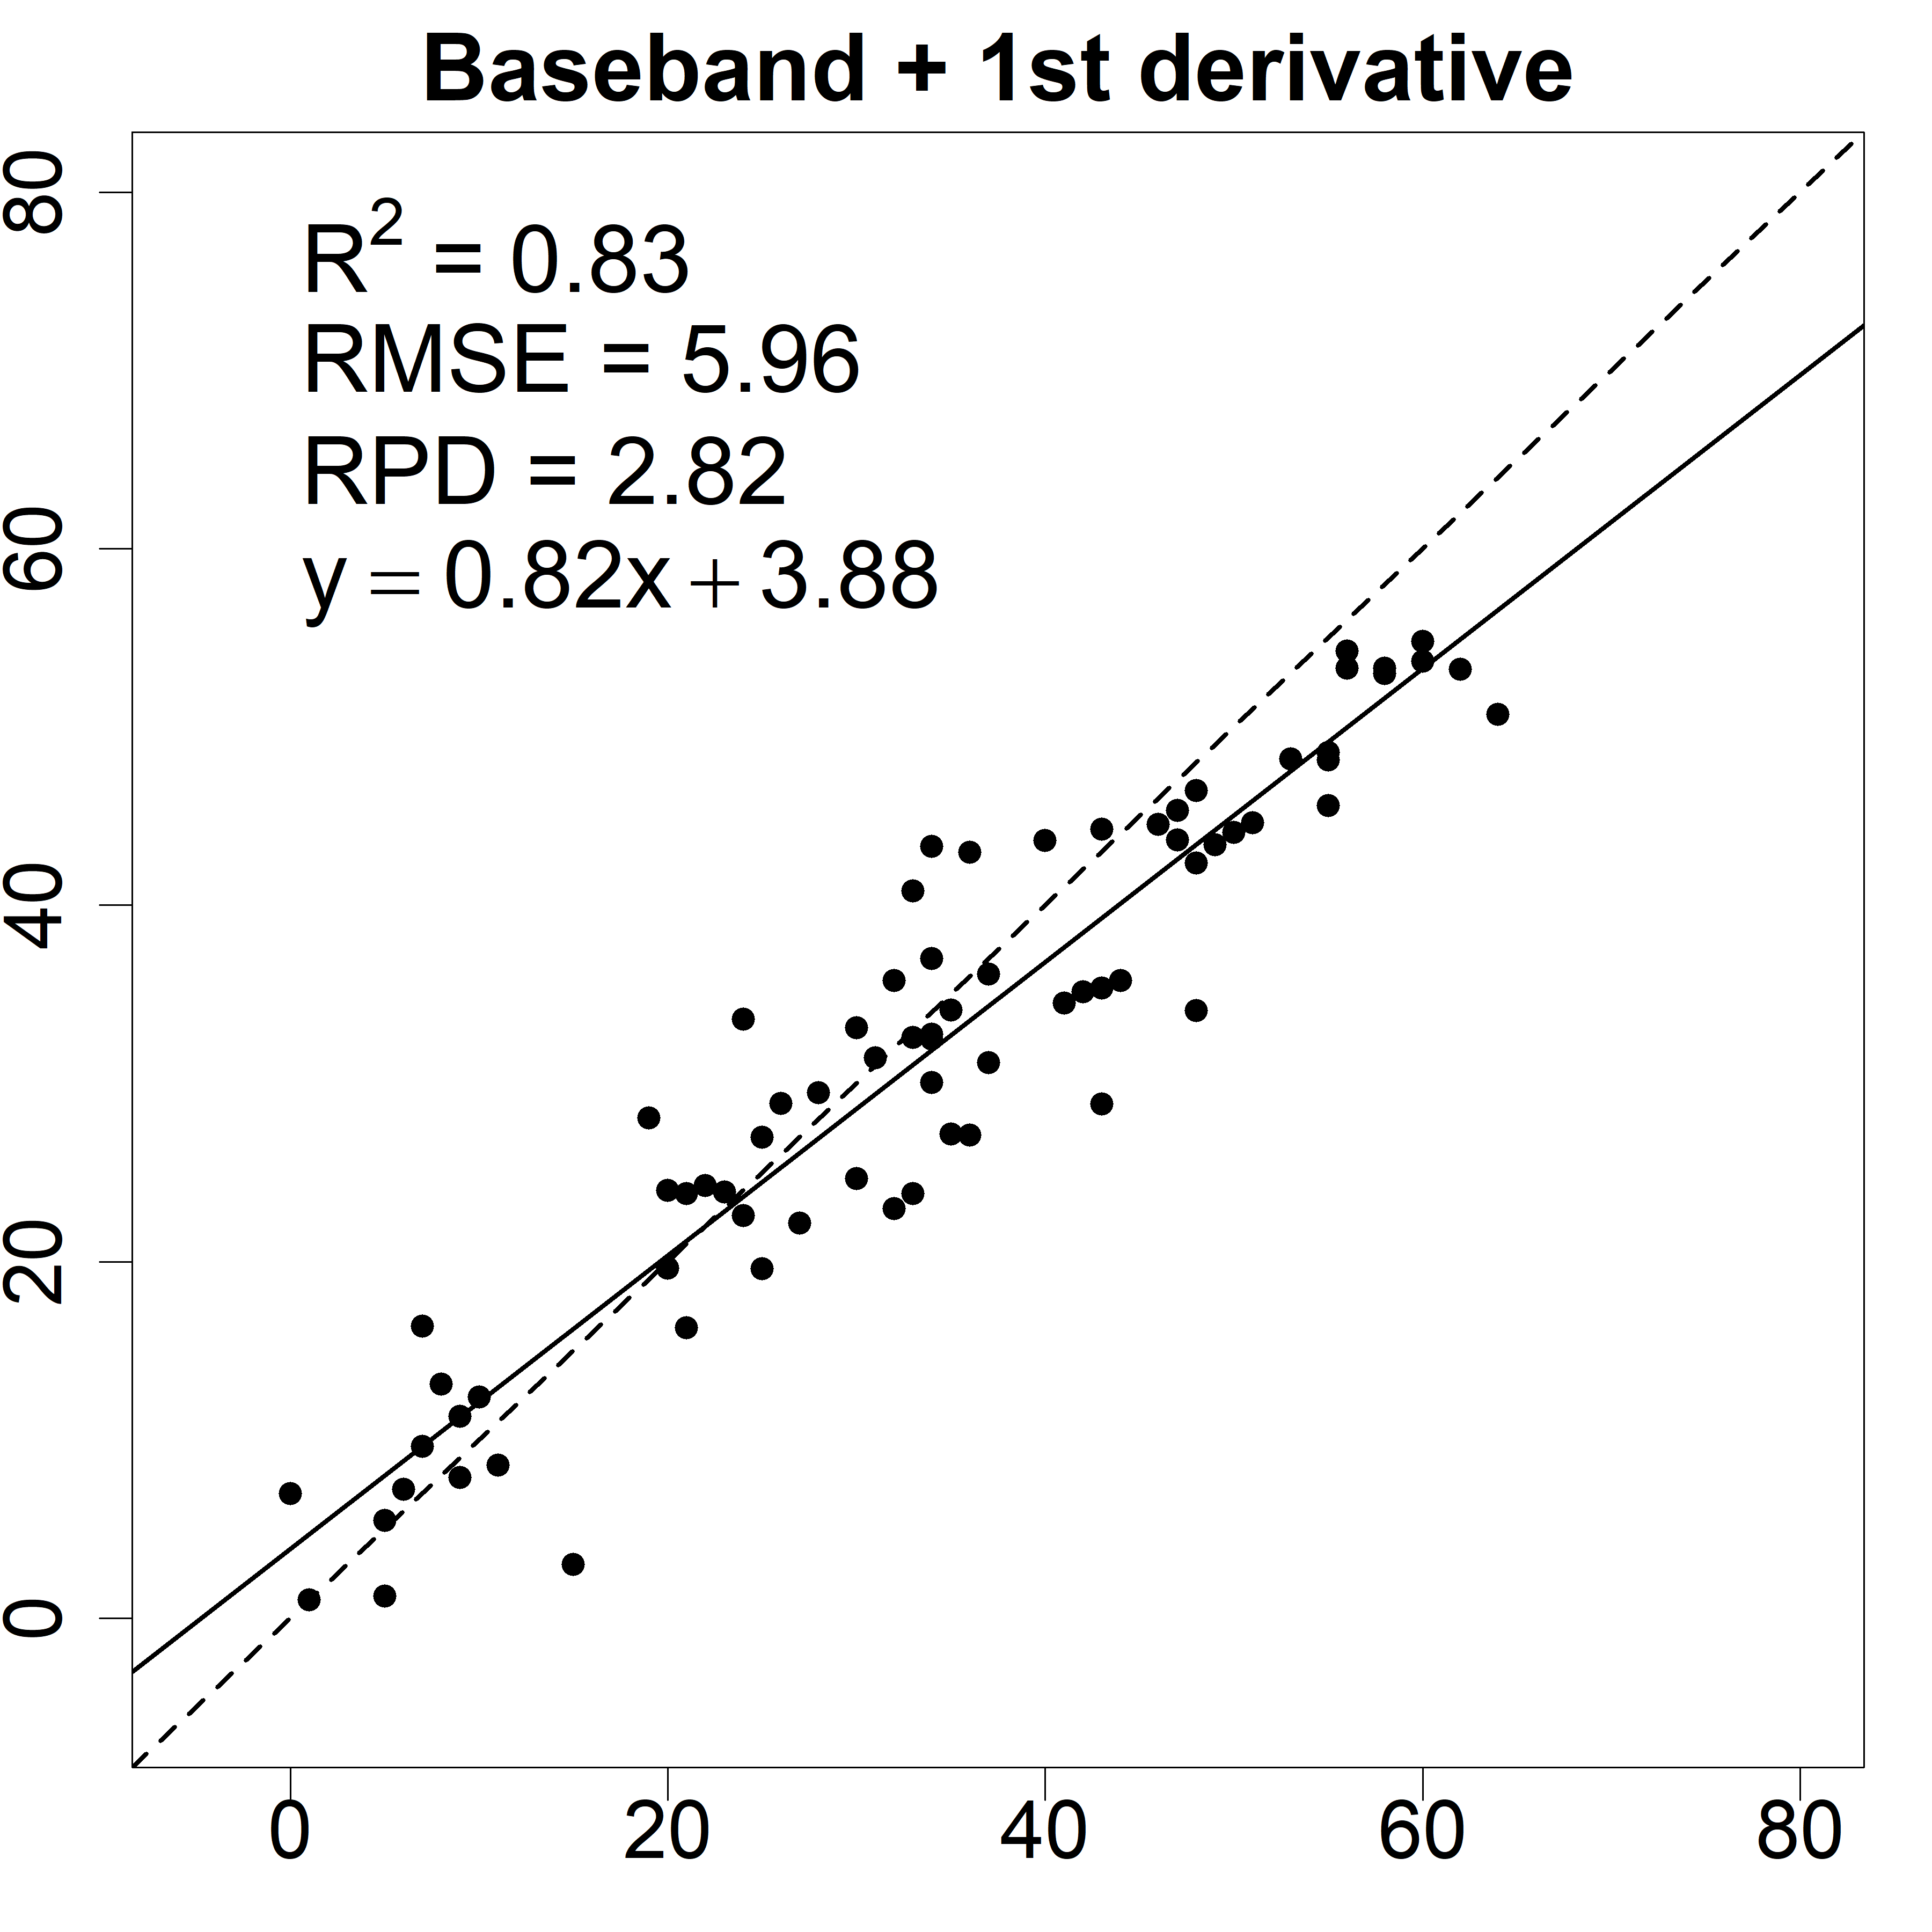 Baseband + 1st derivative
80
R² = 0.83
RMSE = 5.96
RPD = 2.82
60
y = 0.82x + 3.88
40
20
0
0 20 40 60 80